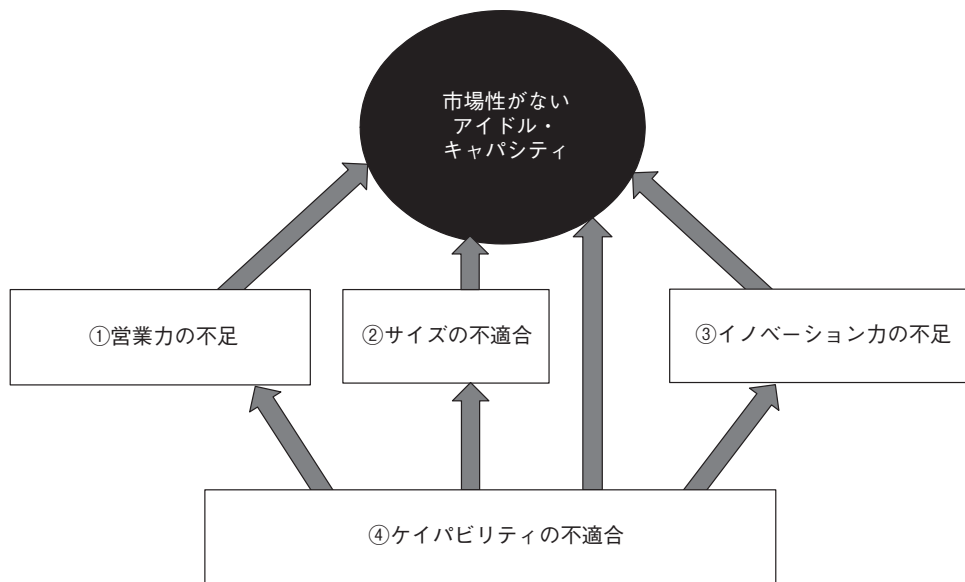 市場性がない
アイドル・
キャパシティ
①営業力の不足
②サイズの不適合
③イノベーション力の不足
④ケイパビリティの不適合